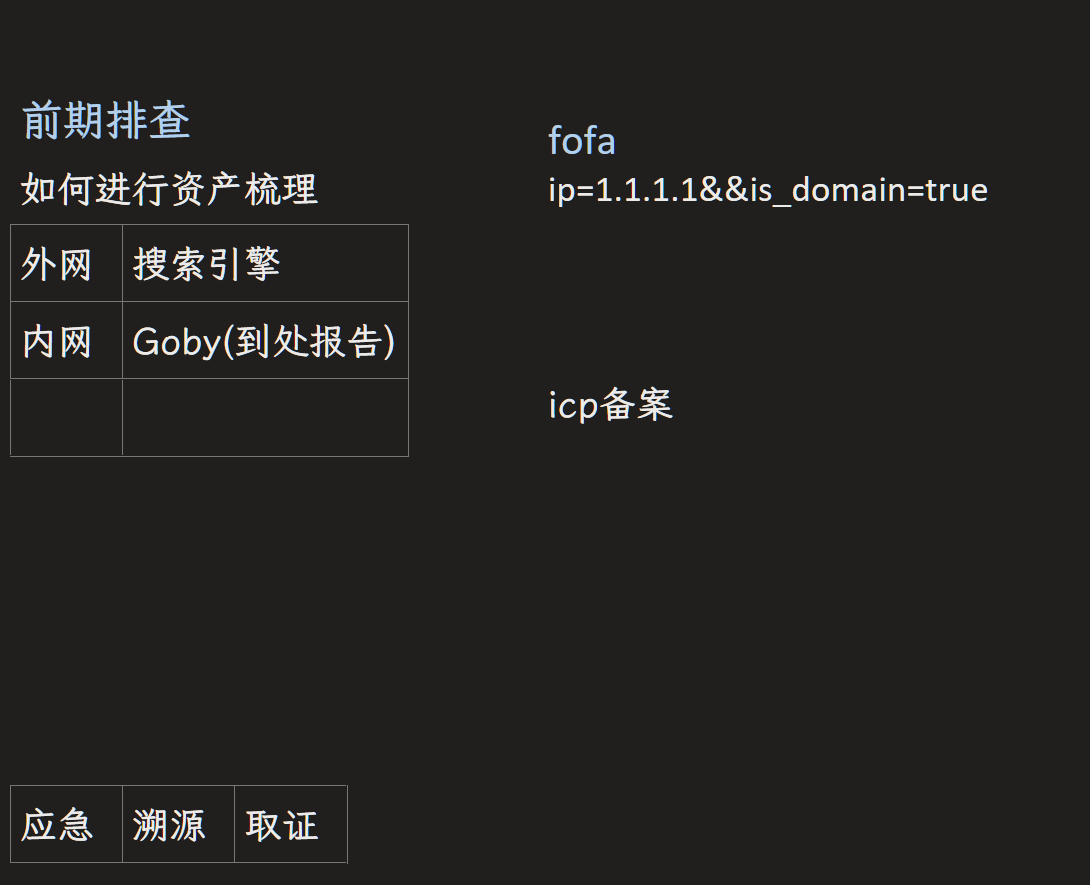 前期排查
如何进行资产梳理
外网 搜索引擎
内网 Goby(到处报告)
fofa
ip=1.1.1.1&&is_domain=true
icp备案
应急 溯源 取证